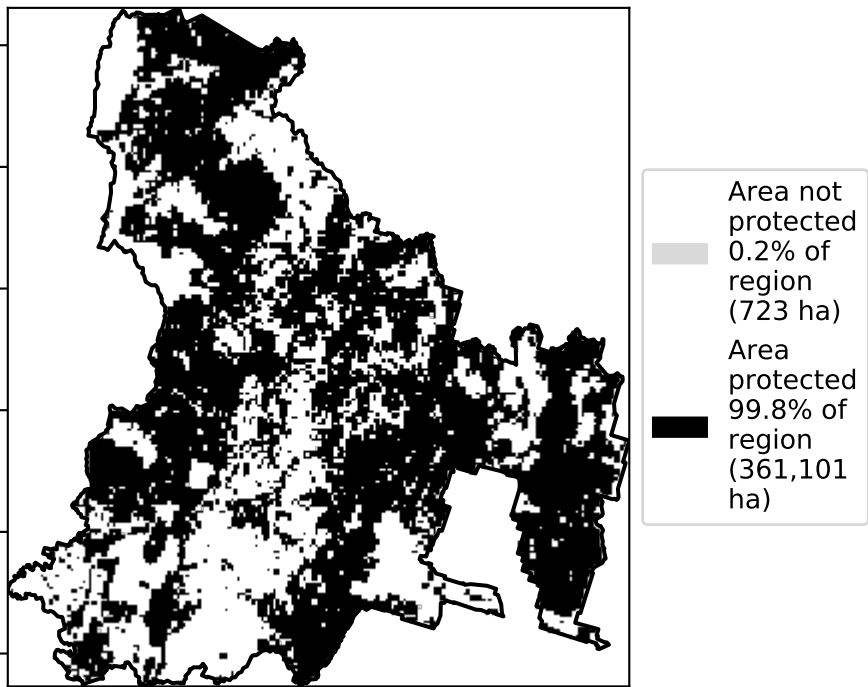 Area not
protected
0.2% of
region
(723 ha)
Area
protected
99.8% of
region
(361,101
ha)